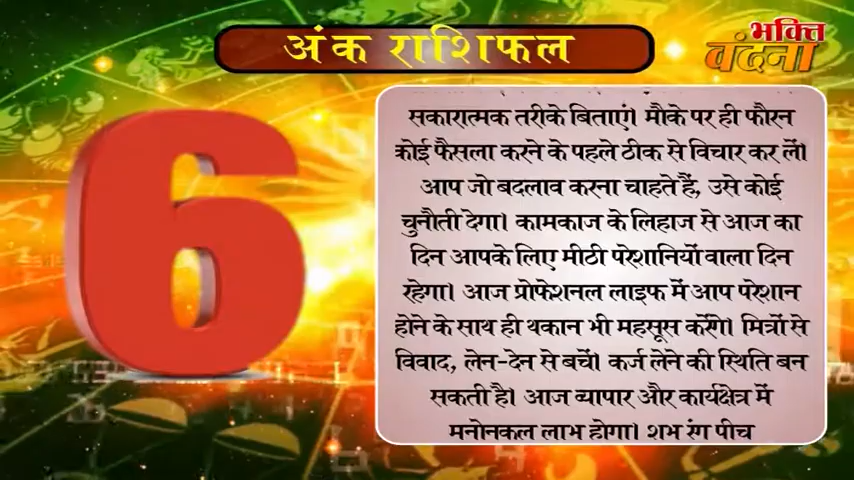 अंक राशिफल
भक्ति
वंदना
6
सकारात्मक तरीके बिताएं। मौके पर ही फौरन
कोई फैसला करने के पहले ठीक से विचार कर लें।
आप जो बदलाव करना चाहते हैं, उसे कोई
चुनौती देगा। कामकाज के लिहाज से आज का
दिन आपके लिए मीठी परेशानियों वाला दिन
रहेगा। आज प्रोफेशनल लाइफ में आप परेशान
होने के साथ ही थकान भी महसूस करेंगे। मित्रों से
विवाद, लेन-देन से बचें। कर्ज लेने की स्थिति बन
सकती है। आज व्यापार और कार्यक्षेत्र में
मनोनकूल लाभ होगा। शुभ रंग पीच